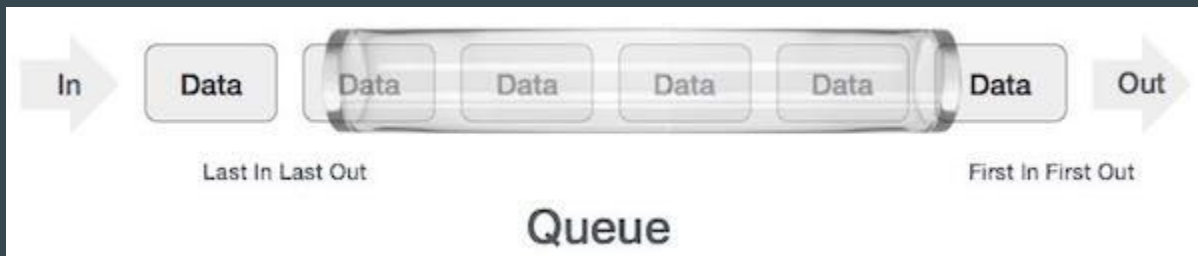 In Data Data Data Data Data Data Out
Last In Last Out First In First Out
Queue